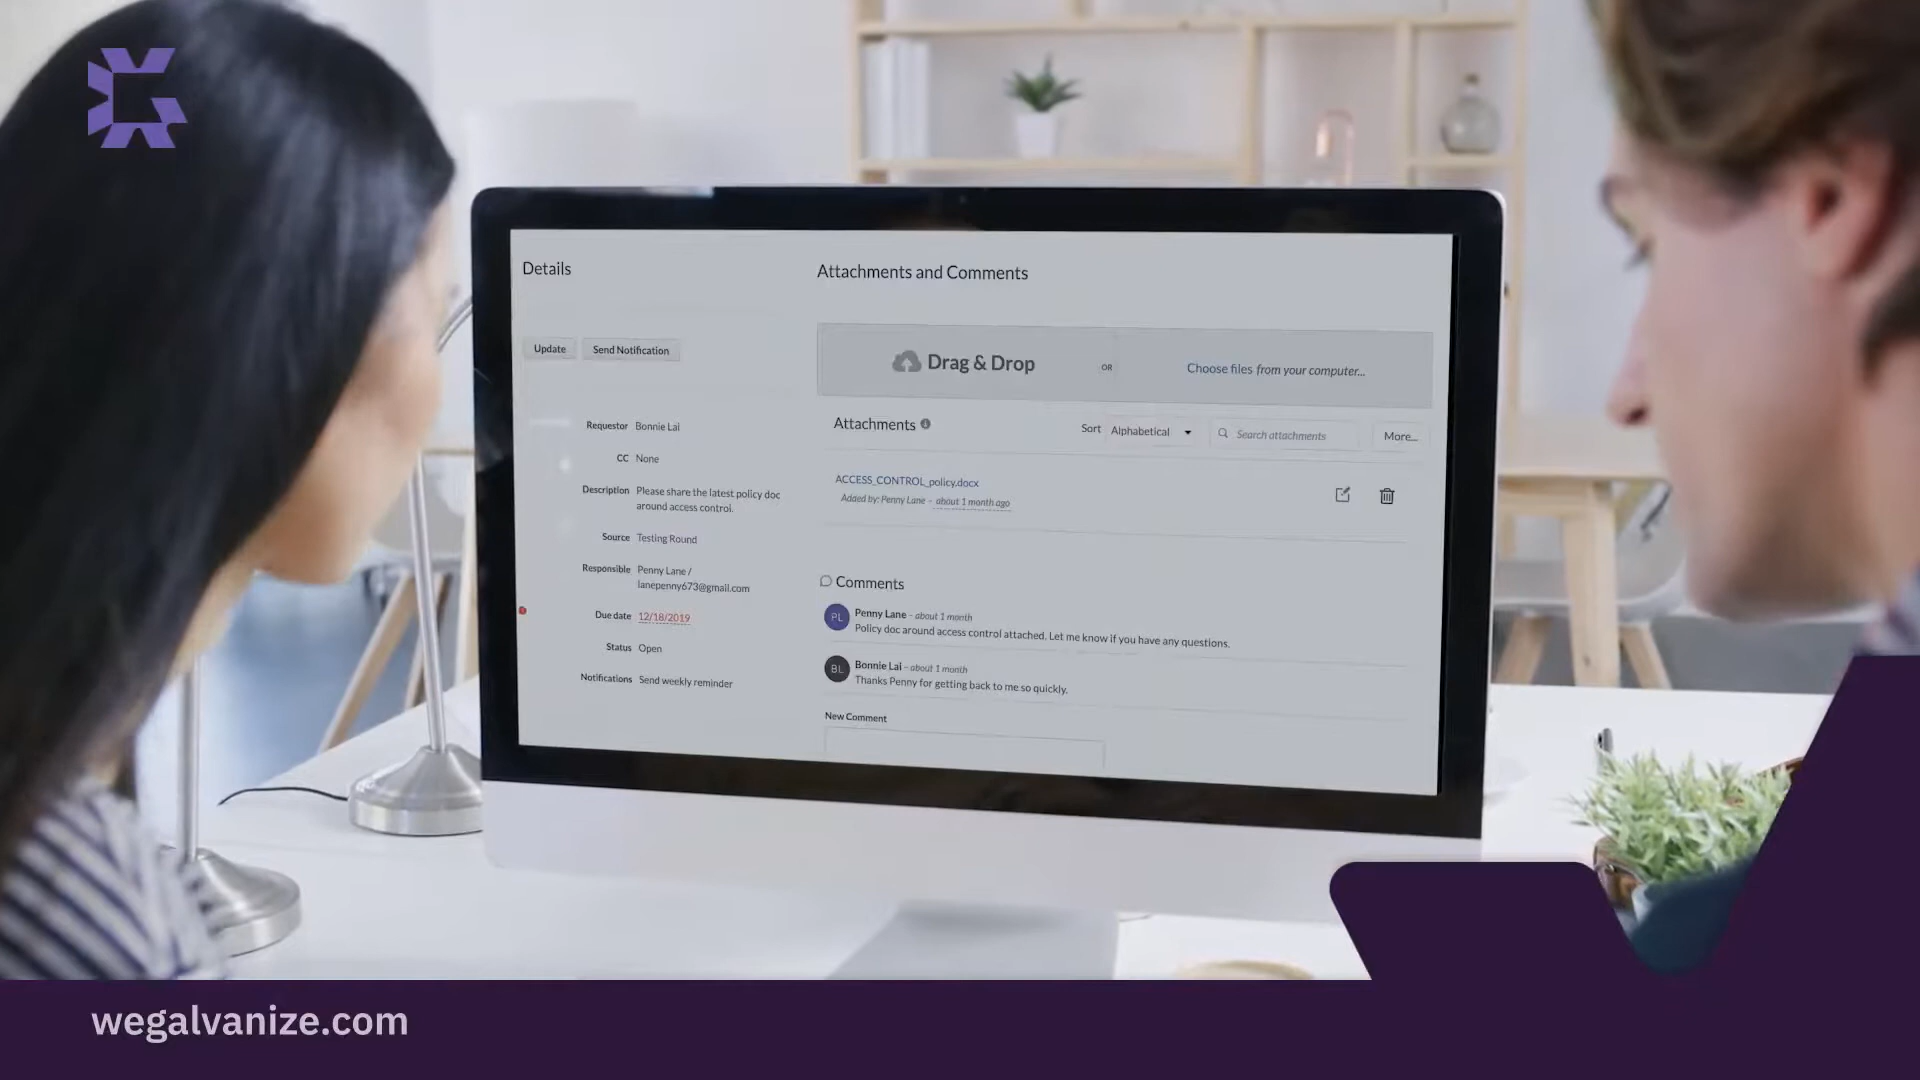 Details
Update
Send Notification
Requestor Bonnie Lai
CC None
Description Please share the latest policy doc
around access control.
Source Testing Round
Responsible Penny Lane /
lanepenny673@gmail.com
Due date 12/18/2019
Status Open
Notifications Send weekly reminder
Attachments and Comments
Drag & Drop
OR
Choose files from your computer...
Attachments
Sort Alphabetical
Search attachments
More...
ACCESS_CONTROL_policy.docx
Added by: Penny Lane - about 1 month ago
Comments
PL
Penny Lane - about 1 month
Policy doc around access control attached. Let me know if you have any questions.
BL
Bonnie Lai - about 1 month
Thanks Penny for getting back to me so quickly.
New Comment
wegalvanize.com